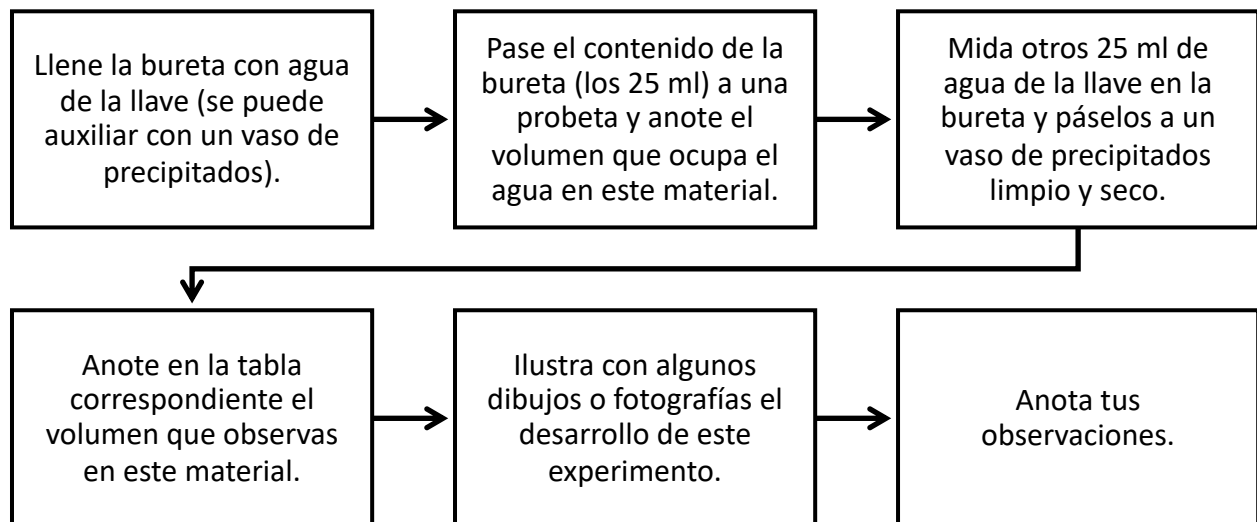 Llene la bureta con agua
de la llave (se puede
auxiliar con un vaso de
precipitados).
Pase el contenido de la
bureta (los 25 ml) a una
probeta y anote el
volumen que ocupa el
agua en este material.
Mida otros 25 ml de
agua de la llave en la
bureta y páselos a un
vaso de precipitados
limpio y seco.
Anote en la tabla
correspondiente el
volumen que observas
en este material.
Ilustra con algunos
dibujos o fotografías el
desarrollo de este
experimento.
Anota tus
observaciones.